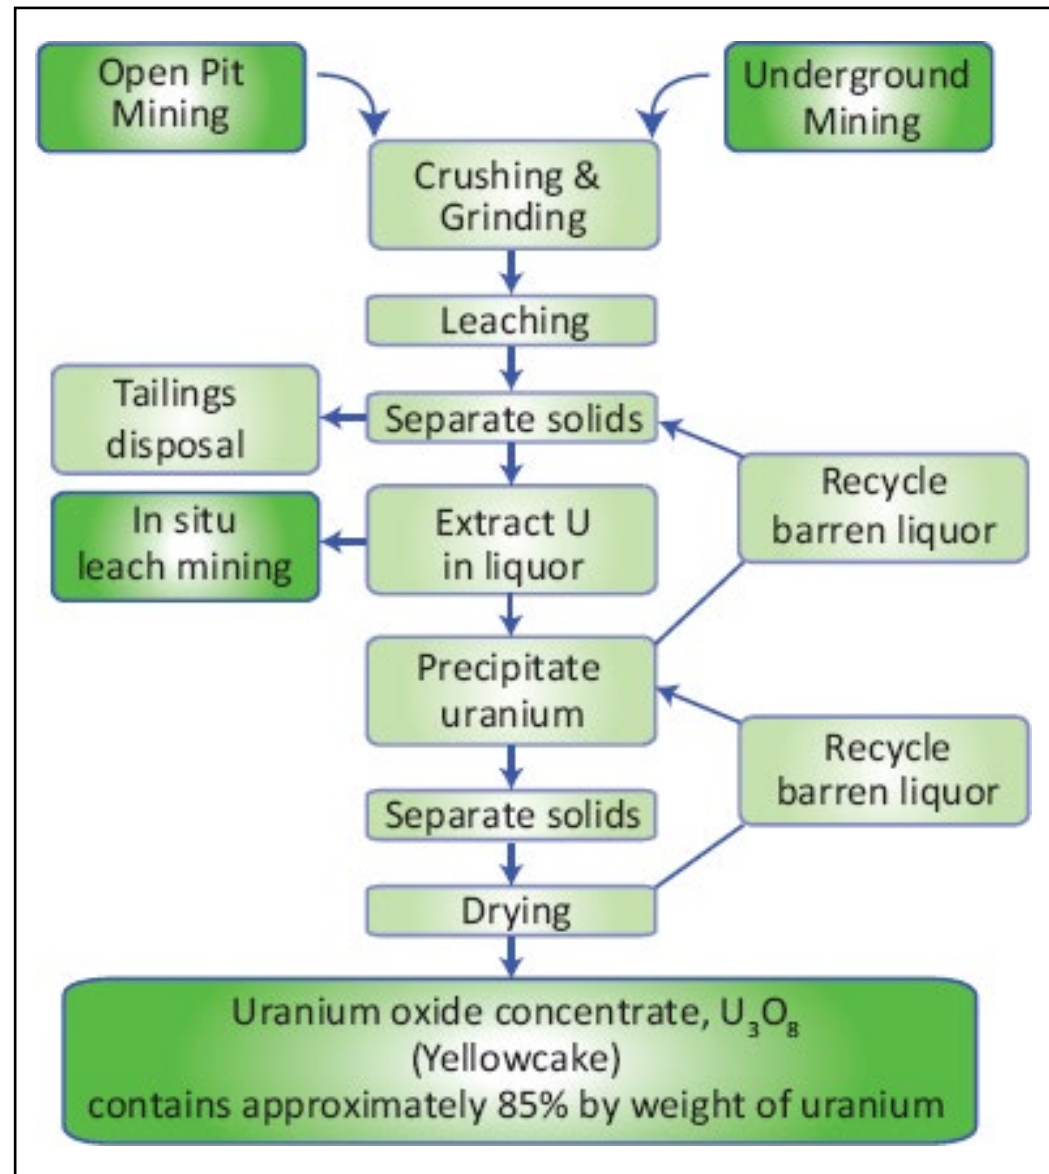 Open Pit
Mining
Underground
Mining
Crushing &
Grinding
Leaching
Separate solids
Tailings
disposal
Recycle
barren liquor
In situ
leach mining
Extract U
in liquor
Precipitate
uranium
Recycle
barren liquor
Separate solids
Drying
Uranium oxide concentrate, U₃O₈
(Yellowcake)
contains approximately 85% by weight of uranium